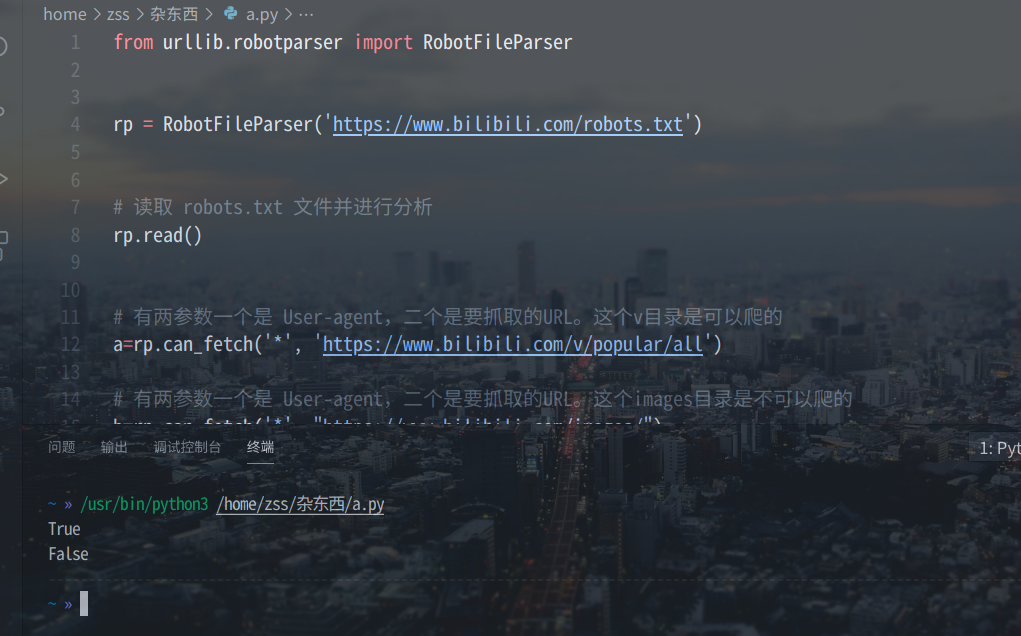 home > zss > 杂东西 > a.py > ...
1 from urllib.robotparser import RobotFileParser
2
3
4 rp = RobotFileParser('https://www.bilibili.com/robots.txt')
5
6
7 # 读取 robots.txt 文件并进行分析
8 rp.read()
9
10
11 # 有两参数一个是 User-agent，二个是要抓取的URL。这个v目录是可以爬的
12 a=rp.can_fetch('*', 'https://www.bilibili.com/v/popular/all')
13
14 # 有两参数一个是 User-agent，二个是要抓取的URL。这个images目录是不可以爬的
问题 输出 调试控制台 终端
1: Pyt
~ » /usr/bin/python3 /home/zss/杂东西/a.py
True
False
~ »